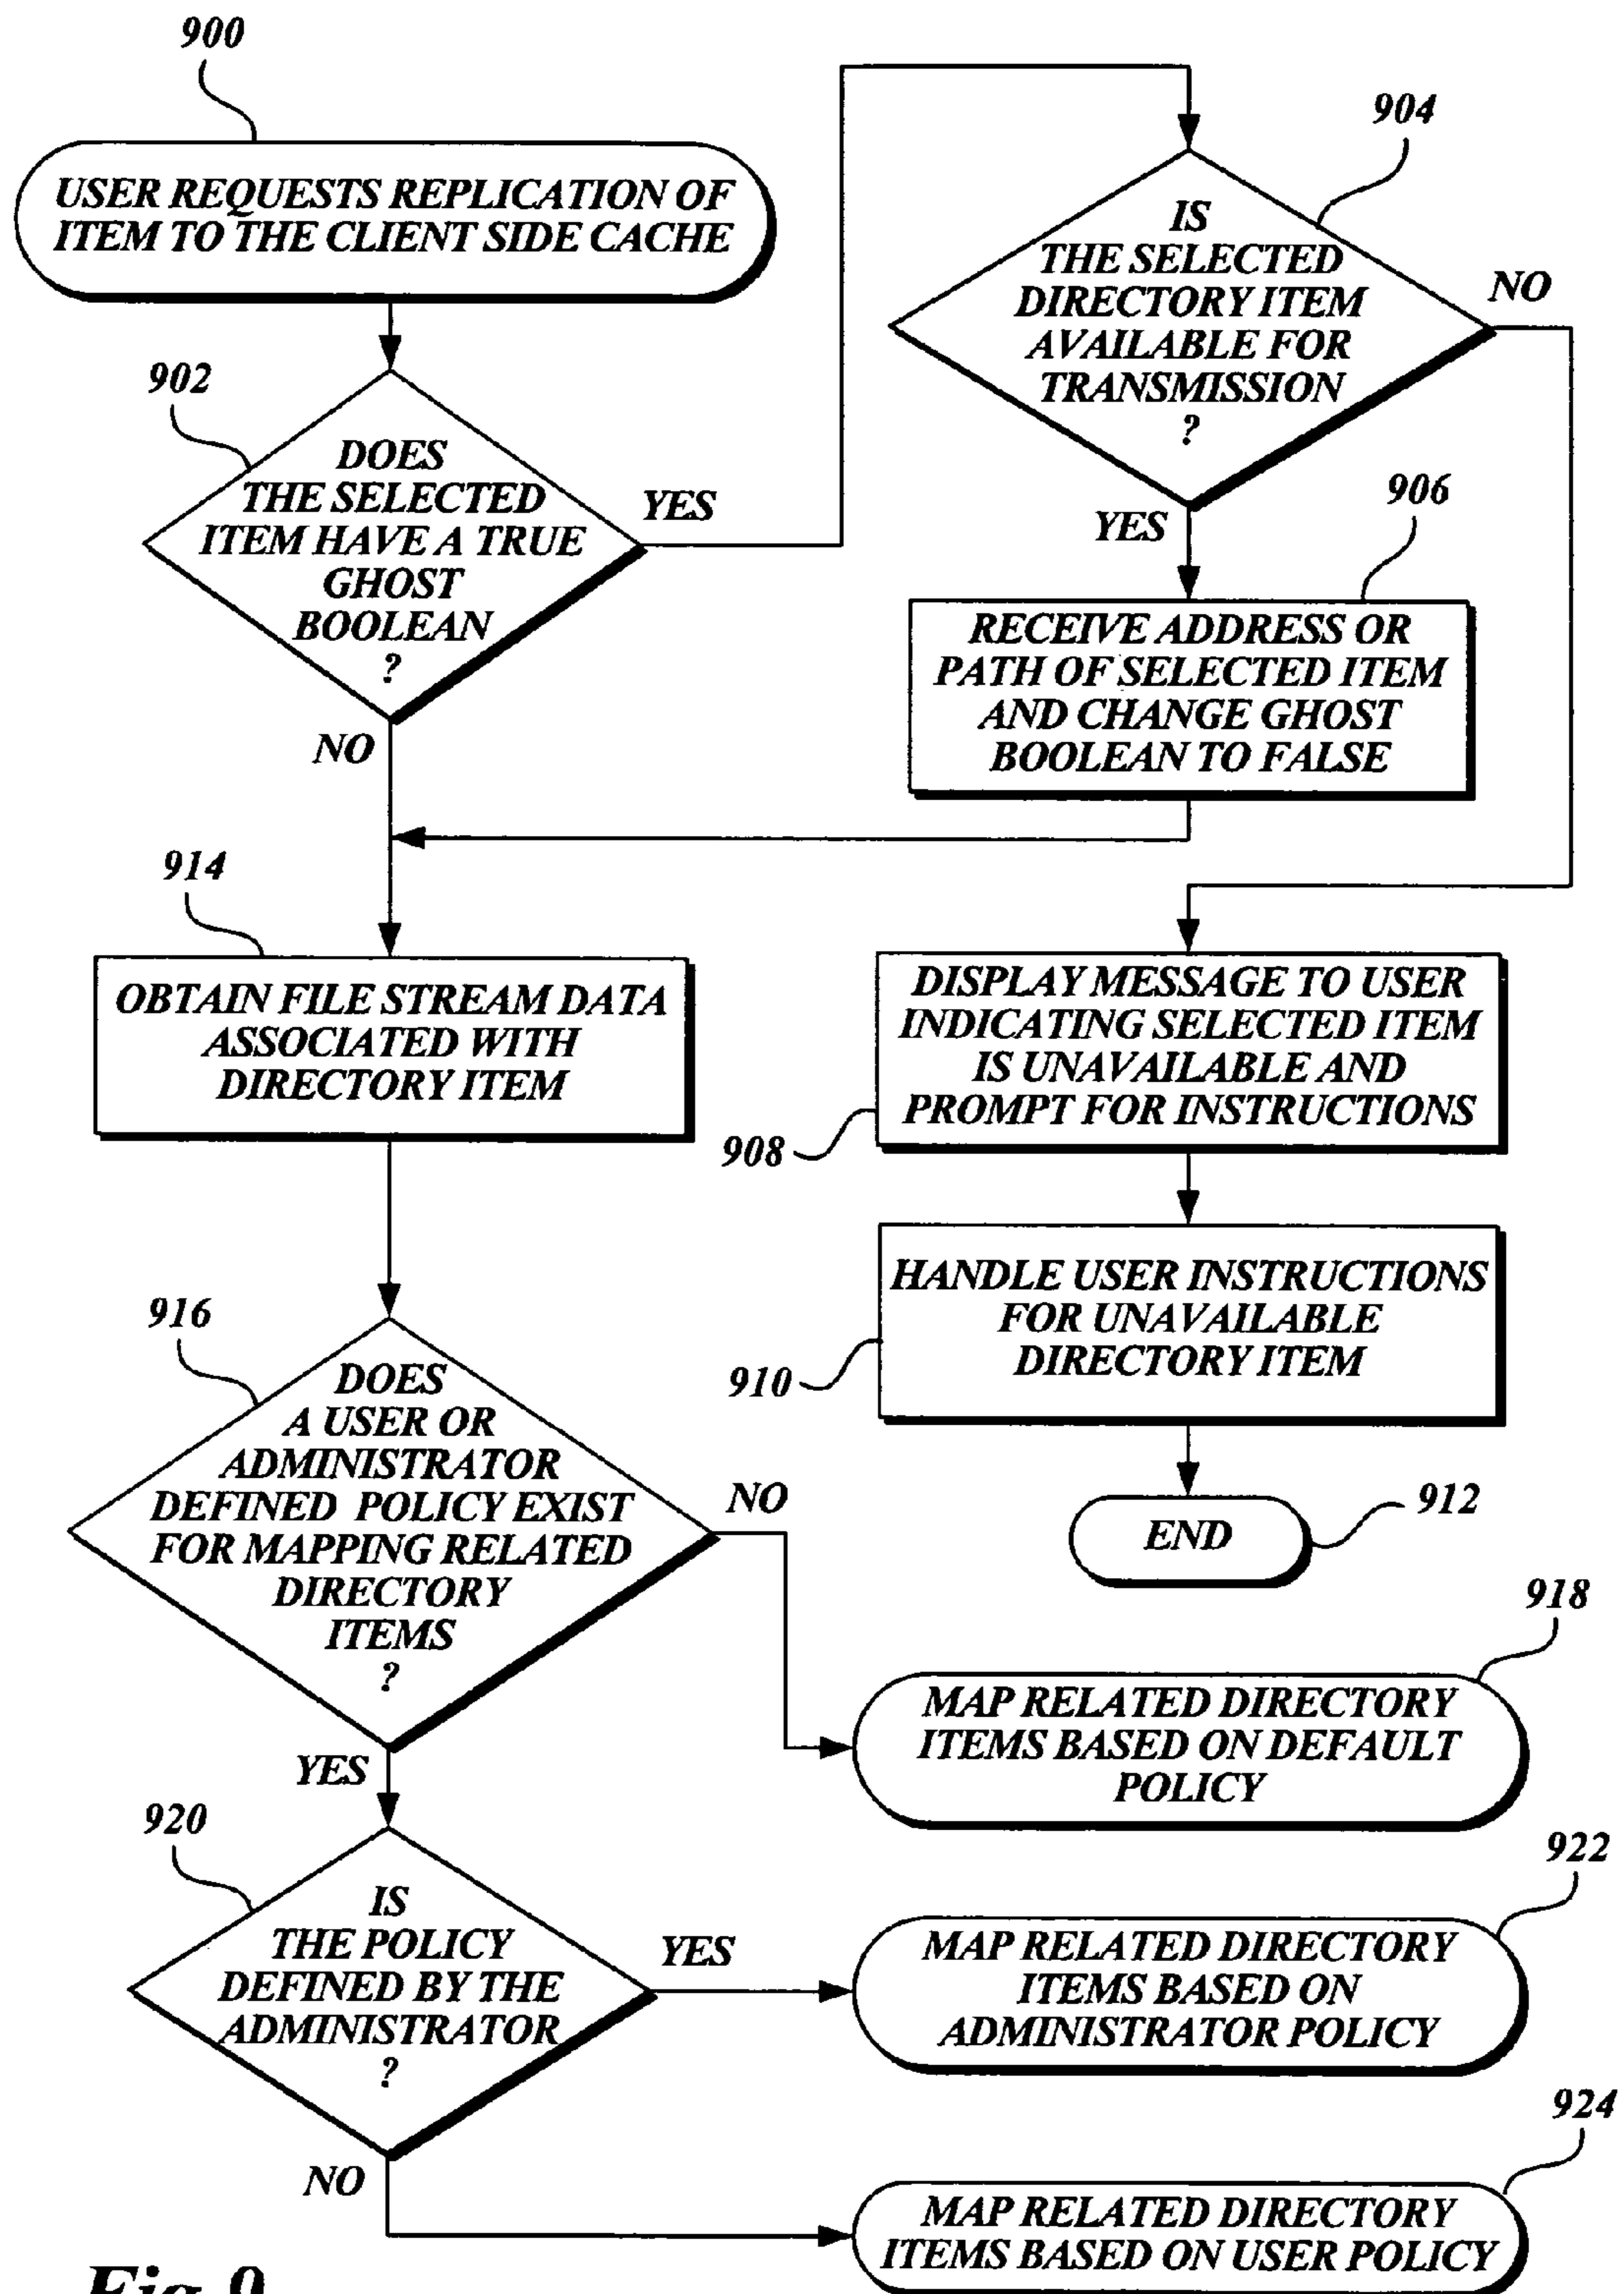 900
USER REQUESTS REPLICATION OF
ITEM TO THE CLIENT SIDE CACHE
902
DOES
THE SELECTED
ITEM HAVE A TRUE
GHOST
BOOLEAN
?
YES
NO
904
IS
THE SELECTED
DIRECTORY ITEM
AVAILABLE FOR
TRANSMISSION
?
NO
YES
906
RECEIVE ADDRESS OR
PATH OF SELECTED ITEM
AND CHANGE GHOST
BOOLEAN TO FALSE
914
OBTAIN FILE STREAM DATA
ASSOCIATED WITH
DIRECTORY ITEM
908
DISPLAY MESSAGE TO USER
INDICATING SELECTED ITEM
IS UNAVAILABLE AND
PROMPT FOR INSTRUCTIONS
910
HANDLE USER INSTRUCTIONS
FOR UNAVAILABLE
DIRECTORY ITEM
END
912
916
DOES
A USER OR
ADMINISTRATOR
DEFINED POLICY EXIST
FOR MAPPING RELATED
DIRECTORY
ITEMS
?
NO
YES
918
MAP RELATED DIRECTORY
ITEMS BASED ON DEFAULT
POLICY
920
IS
THE POLICY
DEFINED BY THE
ADMINISTRATOR
?
YES
NO
922
MAP RELATED DIRECTORY
ITEMS BASED ON
ADMINISTRATOR POLICY
924
MAP RELATED DIRECTORY
ITEMS BASED ON USER POLICY
Fig.9.